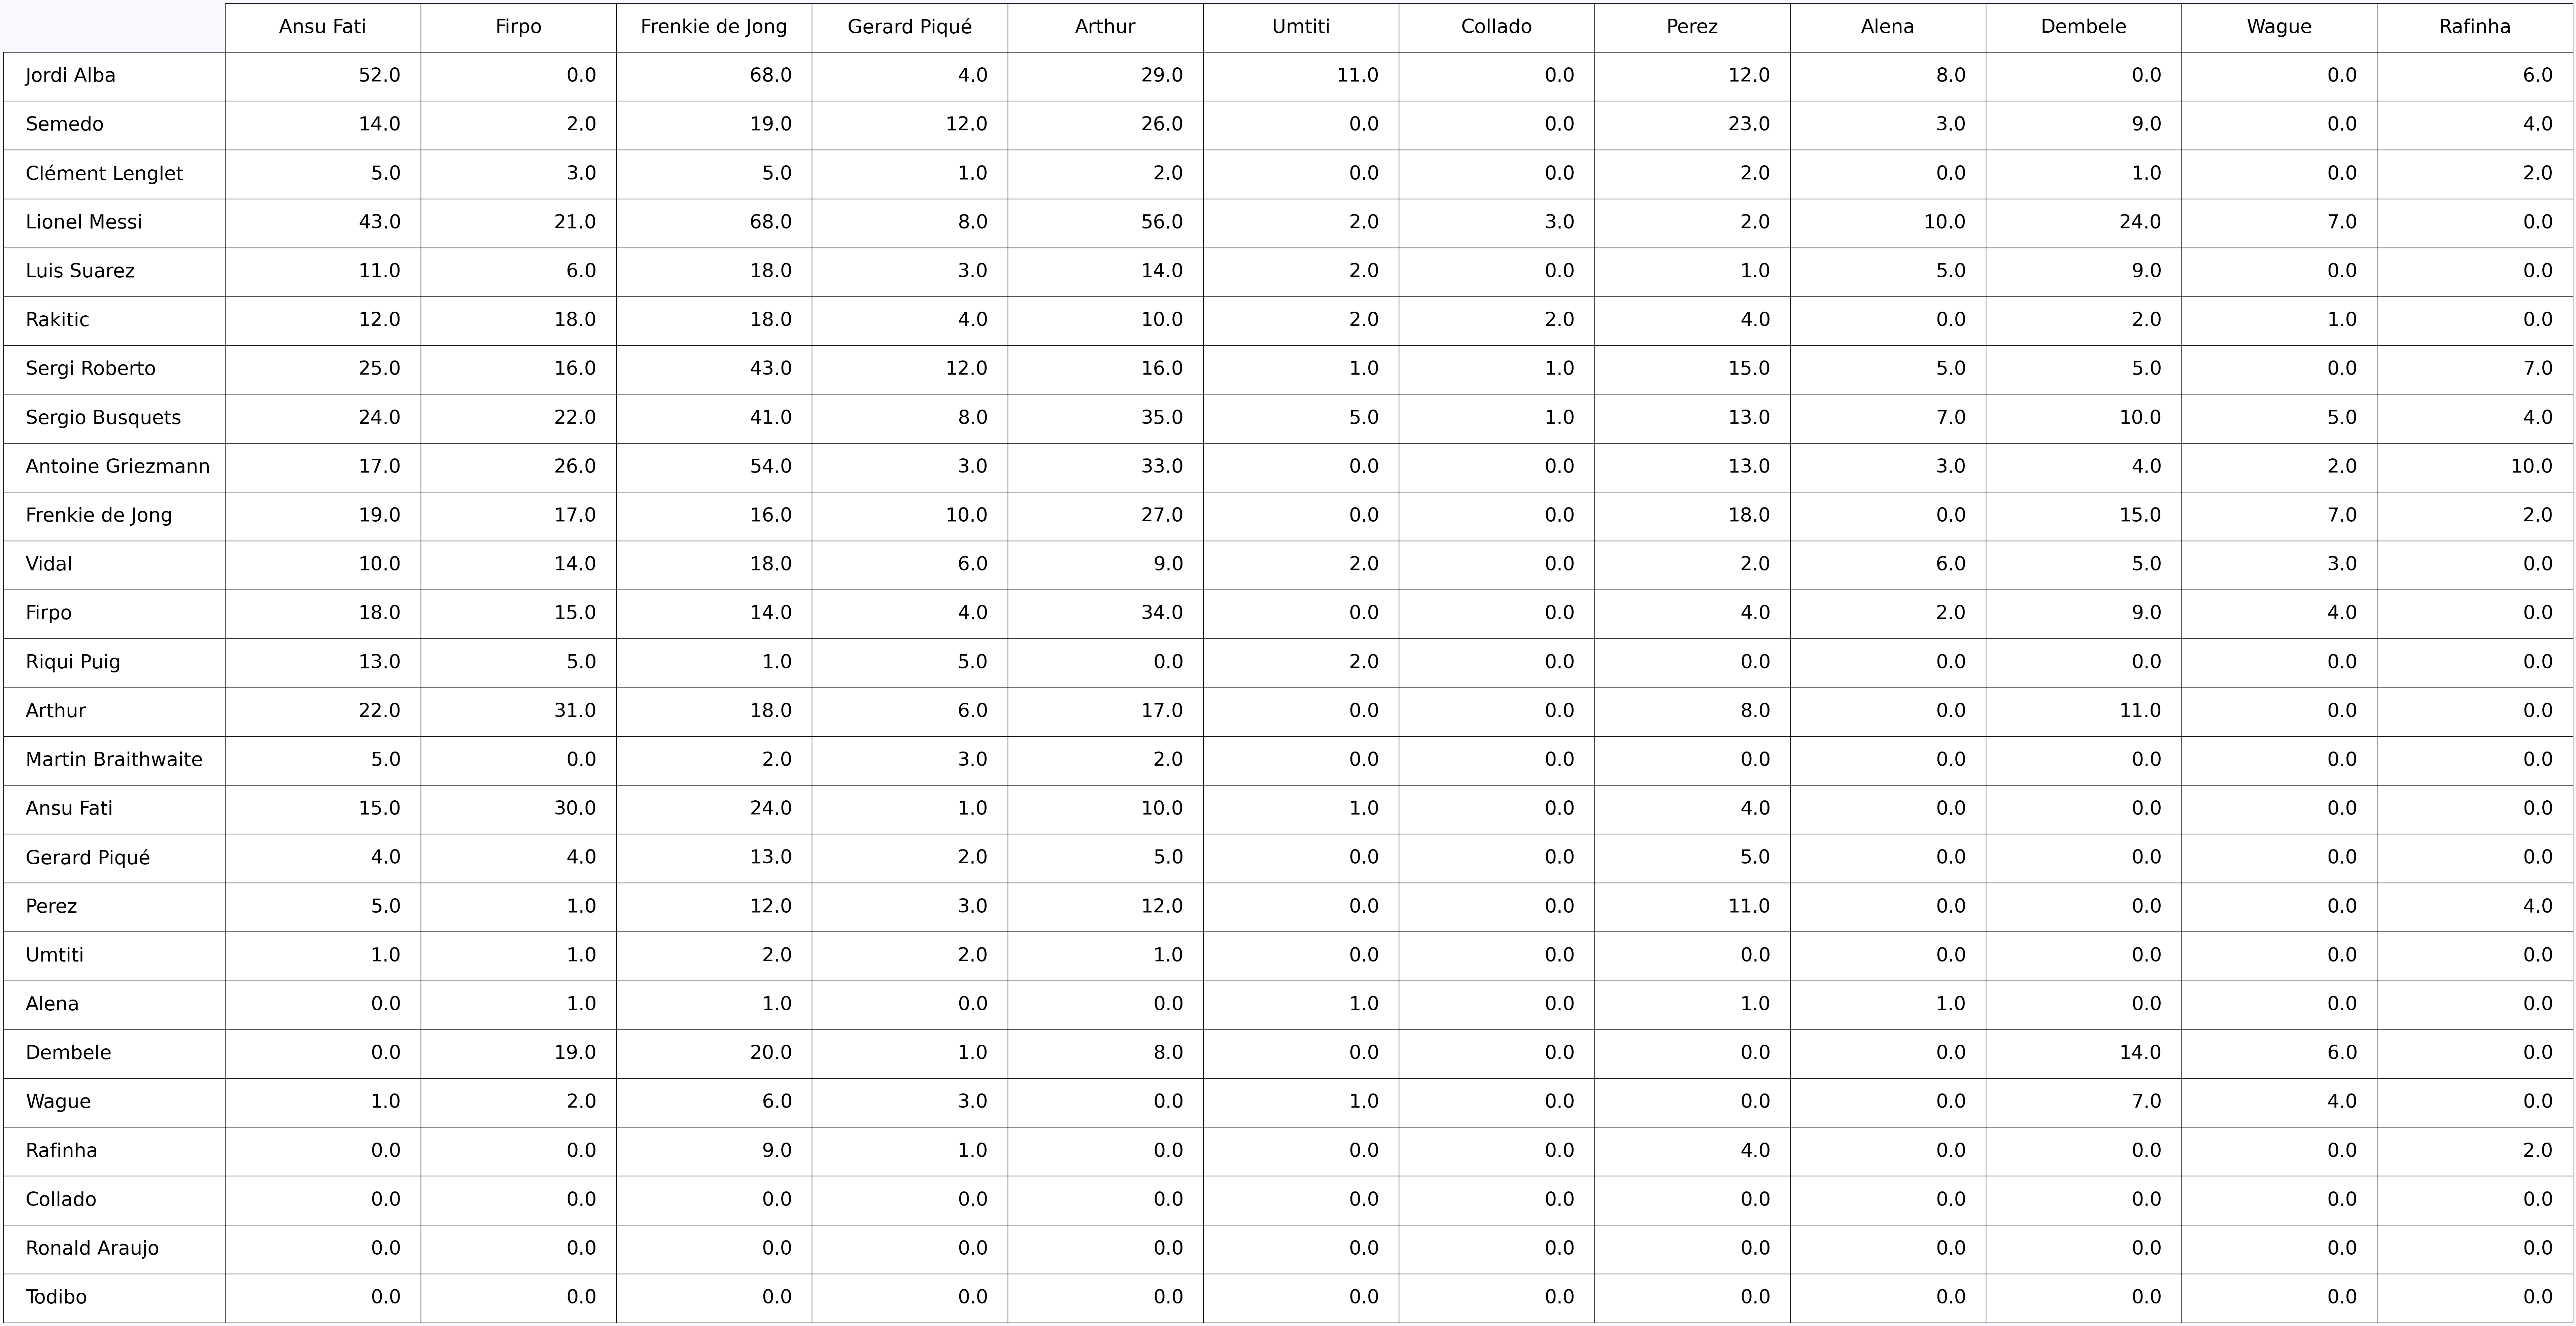 Ansu Fati Firpo Frenkie de Jong Gerard Piqué Arthur Umtiti Collado Perez Alena Dembele Wague Rafinha
Jordi Alba 52.0 0.0 68.0 4.0 29.0 11.0 0.0 12.0 8.0 0.0 0.0 6.0
Semedo 14.0 2.0 19.0 12.0 26.0 0.0 0.0 23.0 3.0 9.0 0.0 4.0
Clément Lenglet 5.0 3.0 5.0 1.0 2.0 0.0 0.0 2.0 0.0 1.0 0.0 2.0
Lionel Messi 43.0 21.0 68.0 8.0 56.0 2.0 3.0 2.0 10.0 24.0 7.0 0.0
Luis Suarez 11.0 6.0 18.0 3.0 14.0 2.0 0.0 1.0 5.0 9.0 0.0 0.0
Rakitic 12.0 18.0 18.0 4.0 10.0 2.0 2.0 4.0 0.0 2.0 1.0 0.0
Sergi Roberto 25.0 16.0 43.0 12.0 16.0 1.0 1.0 15.0 5.0 5.0 0.0 7.0
Sergio Busquets 24.0 22.0 41.0 8.0 35.0 5.0 1.0 13.0 7.0 10.0 5.0 4.0
Antoine Griezmann 17.0 26.0 54.0 3.0 33.0 0.0 0.0 13.0 3.0 4.0 2.0 10.0
Frenkie de Jong 19.0 17.0 16.0 10.0 27.0 0.0 0.0 18.0 0.0 15.0 7.0 2.0
Vidal 10.0 14.0 18.0 6.0 9.0 2.0 0.0 2.0 6.0 5.0 3.0 0.0
Firpo 18.0 15.0 14.0 4.0 34.0 0.0 0.0 4.0 2.0 9.0 4.0 0.0
Riqui Puig 13.0 5.0 1.0 5.0 0.0 2.0 0.0 0.0 0.0 0.0 0.0 0.0
Arthur 22.0 31.0 18.0 6.0 17.0 0.0 0.0 8.0 0.0 11.0 0.0 0.0
Martin Braithwaite 5.0 0.0 2.0 3.0 2.0 0.0 0.0 0.0 0.0 0.0 0.0 0.0
Ansu Fati 15.0 30.0 24.0 1.0 10.0 1.0 0.0 4.0 0.0 0.0 0.0 0.0
Gerard Piqué 4.0 4.0 13.0 2.0 5.0 0.0 0.0 5.0 0.0 0.0 0.0 0.0
Perez 5.0 1.0 12.0 3.0 12.0 0.0 0.0 11.0 0.0 0.0 0.0 4.0
Umtiti 1.0 1.0 2.0 2.0 1.0 0.0 0.0 0.0 0.0 0.0 0.0 0.0
Alena 0.0 1.0 1.0 0.0 0.0 1.0 0.0 1.0 1.0 0.0 0.0 0.0
Dembele 0.0 19.0 20.0 1.0 8.0 0.0 0.0 0.0 0.0 14.0 6.0 0.0
Wague 1.0 2.0 6.0 3.0 0.0 1.0 0.0 0.0 0.0 7.0 4.0 0.0
Rafinha 0.0 0.0 9.0 1.0 0.0 0.0 0.0 4.0 0.0 0.0 0.0 2.0
Collado 0.0 0.0 0.0 0.0 0.0 0.0 0.0 0.0 0.0 0.0 0.0 0.0
Ronald Araujo 0.0 0.0 0.0 0.0 0.0 0.0 0.0 0.0 0.0 0.0 0.0 0.0
Todibo 0.0 0.0 0.0 0.0 0.0 0.0 0.0 0.0 0.0 0.0 0.0 0.0